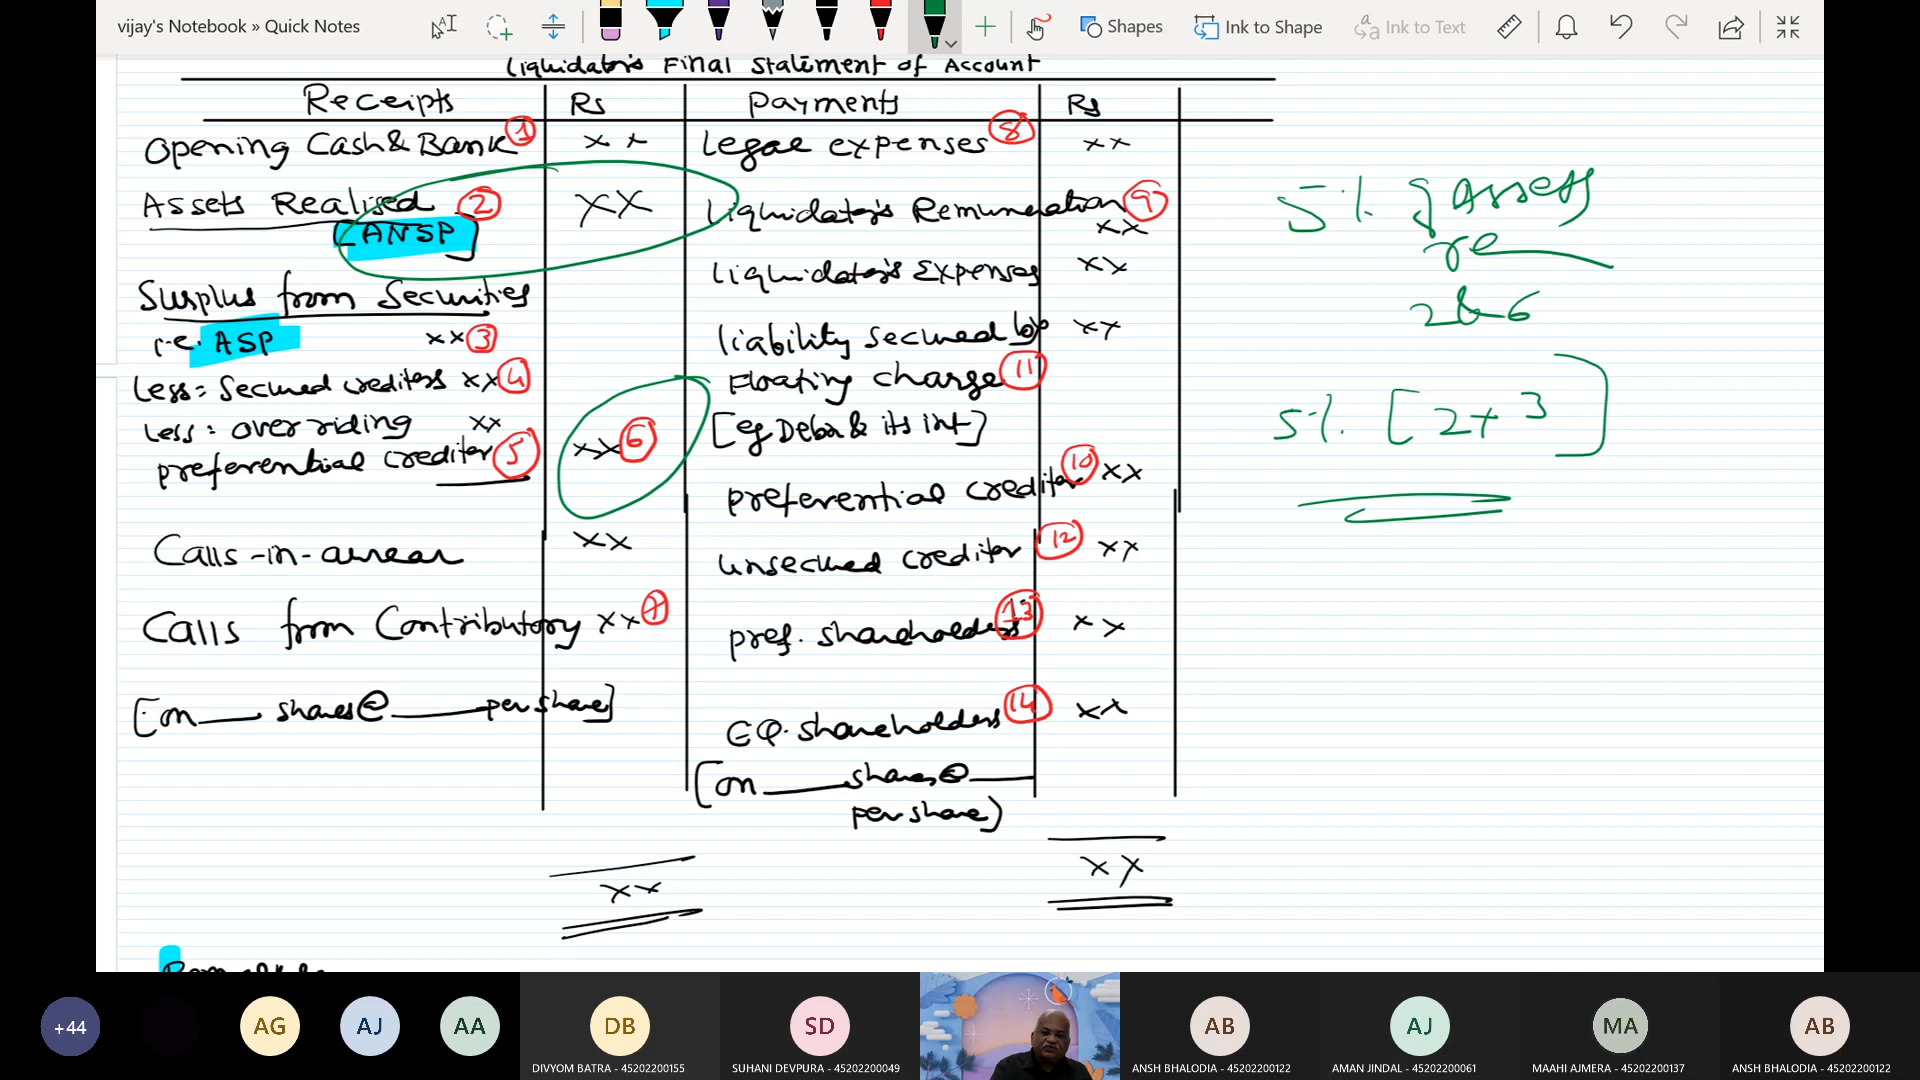 vijay's Notebook » Quick Notes
Shapes
Ink to Shape
Ink to Text
Liquidator's Final Statement of Account
Receipts Rs Payments Rs
Opening Cash & Bank 1 x x Legal expenses 8 xx
Assets Realised 2 XX Liquidator's Remuneration 9
[ANSP] xx
Liquidator's Expenses xx
Surplus from Securities
i.e. ASP xx 3 liability secured by xx
Less = Secured creditors xx 4 Floating charge 11
Less = overriding xx [eg Deb. & its int]
preferential creditor 5 xx 6
preferential creditor 10 xx
Calls-in-arrear xx unsecured creditor 12 xx
Calls from Contributory xx 7 pref. shareholders 13 xx
[on ___ shares @ ___ per share] EQ. shareholders 14 xx
[on ___ shares @ ___
per share)
xx xx
5% of Assets
re
2 & 6
5% [2+3]
+44
AG
AJ
AA
DB
DIVYOM BATRA - 45202200155
SD
SUHANI DEVPURA - 45202200049
AB
ANSH BHALODIA - 45202200122
AJ
AMAN JINDAL - 45202200061
MA
MAAHI AJMERA - 45202200137
AB
ANSH BHALODIA - 45202200122